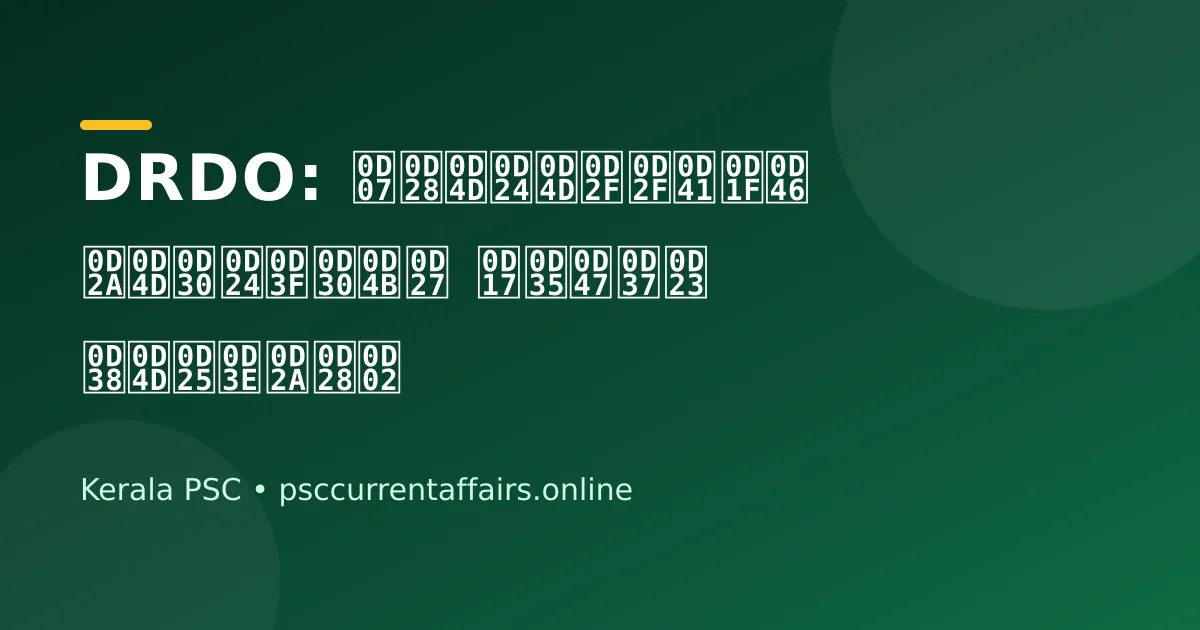 DRDO: ഇന്ത്യയുടെ
പ്രതിരോധ ഗവേഷണ
സ്ഥാപനം
Kerala PSC • psccurrentaffairs.online